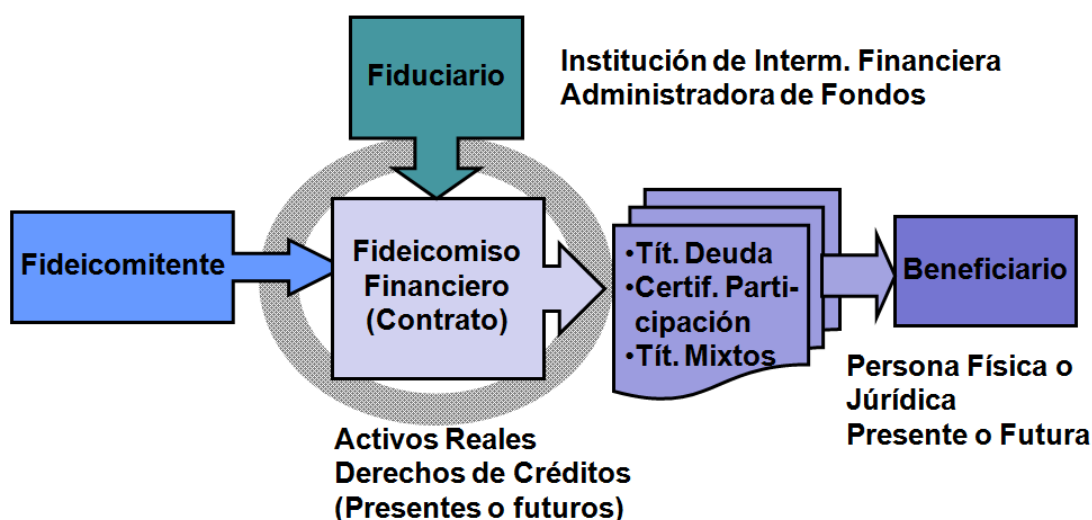 Fiduciario
Institución de Interm. Financiera
Administradora de Fondos
Fideicomitente
Fideicomiso
Financiero
(Contrato)
•Tít. Deuda
•Certif. Parti-
cipación
•Tít. Mixtos
Beneficiario
Persona Física o
Júrídica
Presente o Futura
Activos Reales
Derechos de Créditos
(Presentes o futuros)